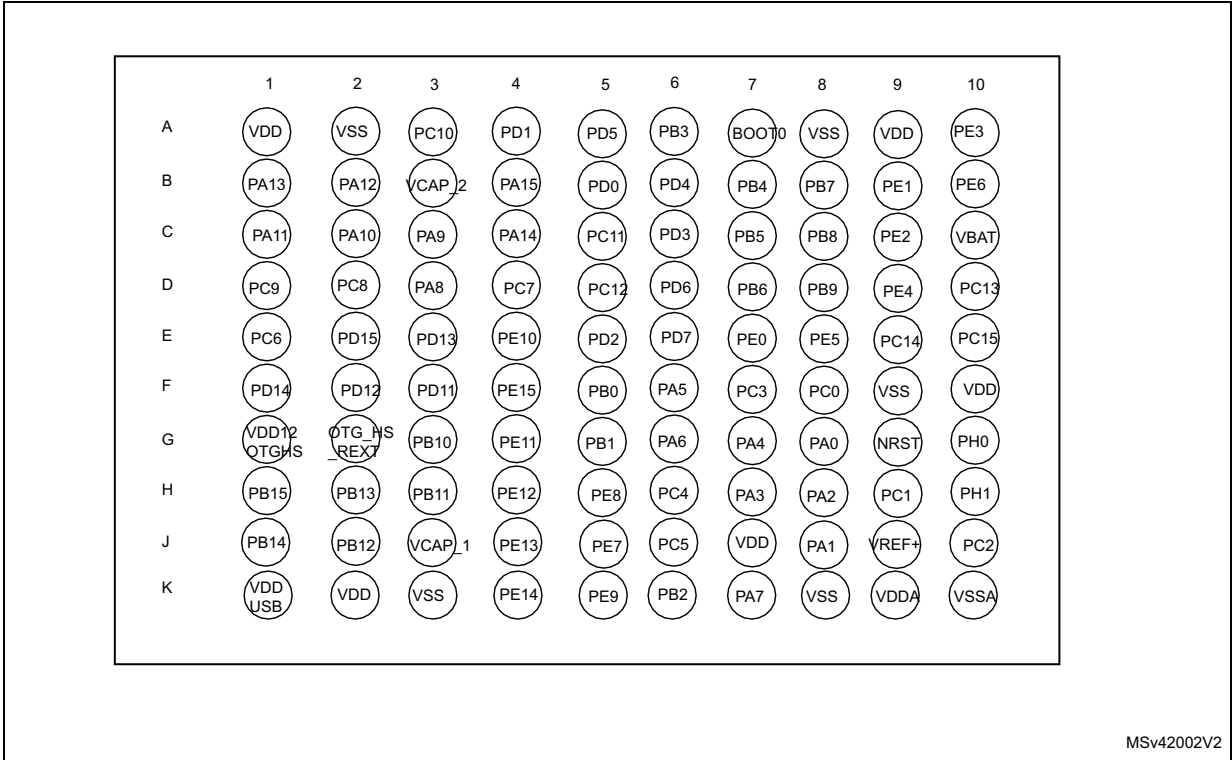 1 2 3 4 5 6 7 8 9 10
A VDD VSS PC10 PD1 PD5 PB3 BOOT0 VSS VDD PE3
B PA13 PA12 VCAP_2 PA15 PD0 PD4 PB4 PB7 PE1 PE6
C PA11 PA10 PA9 PA14 PC11 PD3 PB5 PB8 PE2 VBAT
D PC9 PC8 PA8 PC7 PC12 PD6 PB6 PB9 PE4 PC13
E PC6 PD15 PD13 PE10 PD2 PD7 PE0 PE5 PC14 PC15
F PD14 PD12 PD11 PE15 PB0 PA5 PC3 PC0 VSS VDD
G VDD12 OTGHS OTG_HS _REXT PB10 PE11 PB1 PA6 PA4 PA0 NRST PH0
H PB15 PB13 PB11 PE12 PE8 PC4 PA3 PA2 PC1 PH1
J PB14 PB12 VCAP_1 PE13 PE7 PC5 VDD PA1 VREF+ PC2
K VDD USB VDD VSS PE14 PE9 PB2 PA7 VSS VDDA VSSA
MSv42002V2